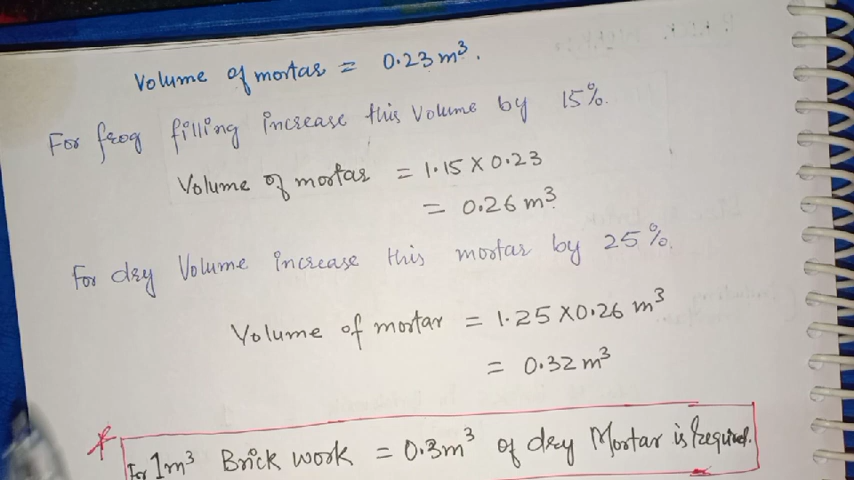 Volume of mortar = 0.23 m³.
For frog filling increase this volume by 15%.
Volume of mortar = 1.15 X 0.23
= 0.26 m³
For dry Volume increase this mortar by 25%.
Volume of mortar = 1.25 X 0.26 m³
= 0.32 m³
* For 1m³ Brick work = 0.3m³ of dry Mortar is required.